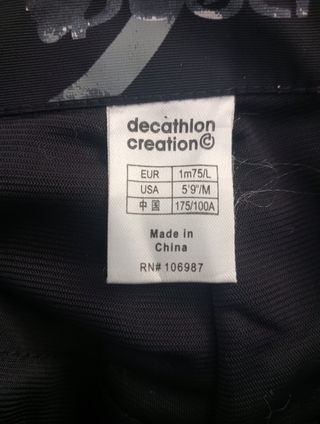 decathlon
creation©
EUR 1m75/L
USA 5'9"/M
中国 175/100A
Made in
China
RN# 106987